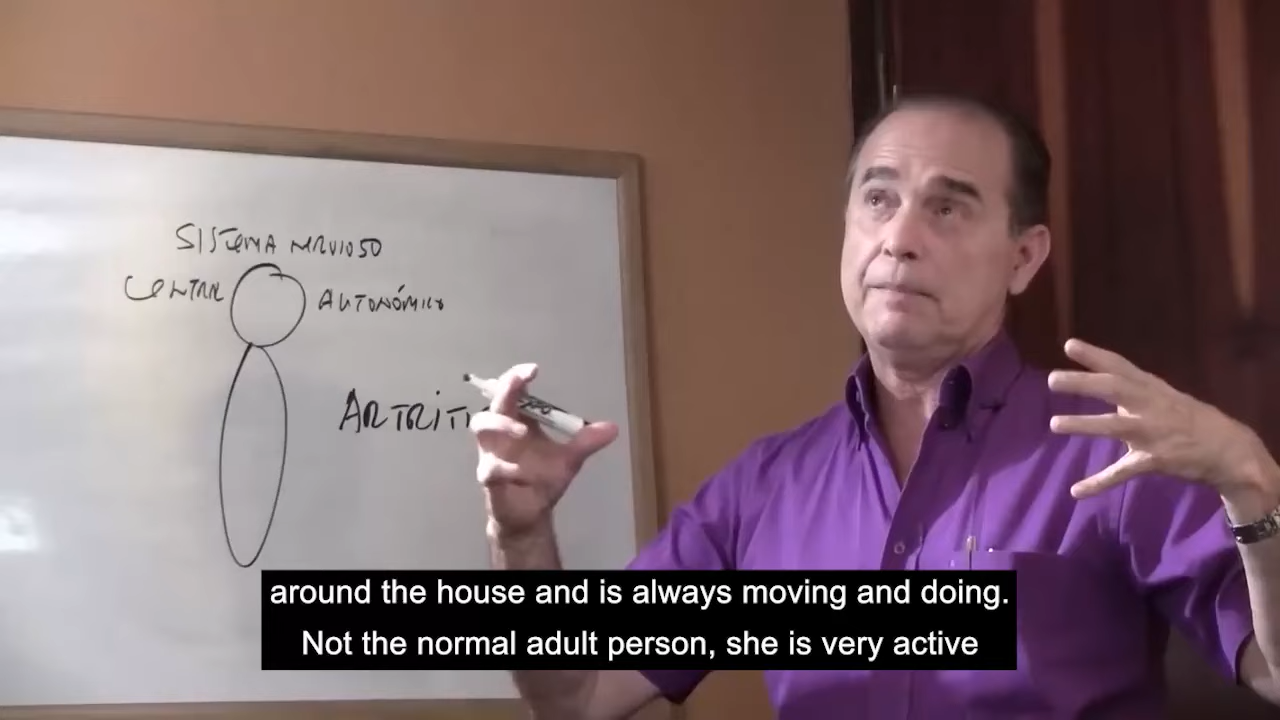 SISTEMA NERVIOSO
CENTRAL
AUTONÓMICO
ARTRITI
around the house and is always moving and doing.
Not the normal adult person, she is very active